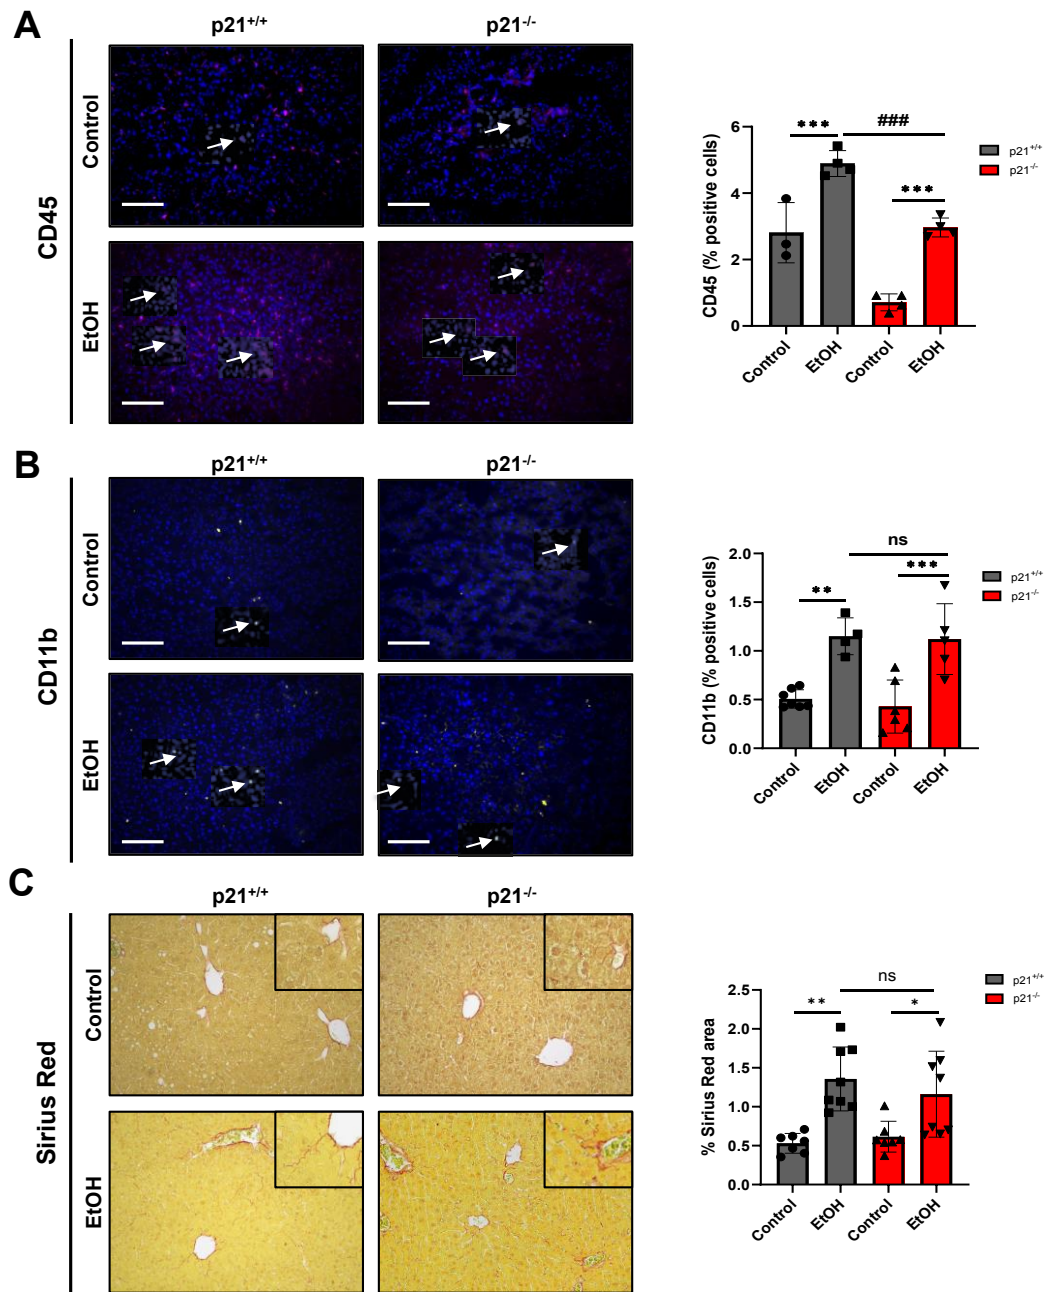 A
p21+/+
p21-/-
CD45
Control
EtOH
CD45 (% positive cells)
6
4
2
0
***
###
***
Control
EtOH
Control
EtOH
p21+/+
p21-/-
B
p21+/+
p21-/-
CD11b
Control
EtOH
CD11b (% positive cells)
2.0
1.5
1.0
0.5
0.0
ns
**
***
Control
EtOH
Control
EtOH
p21+/+
p21-/-
C
p21+/+
p21-/-
Sirius Red
Control
EtOH
% Sirius Red area
2.5
2.0
1.5
1.0
0.5
0.0
ns
**
*
Control
EtOH
Control
EtOH
p21+/+
p21-/-